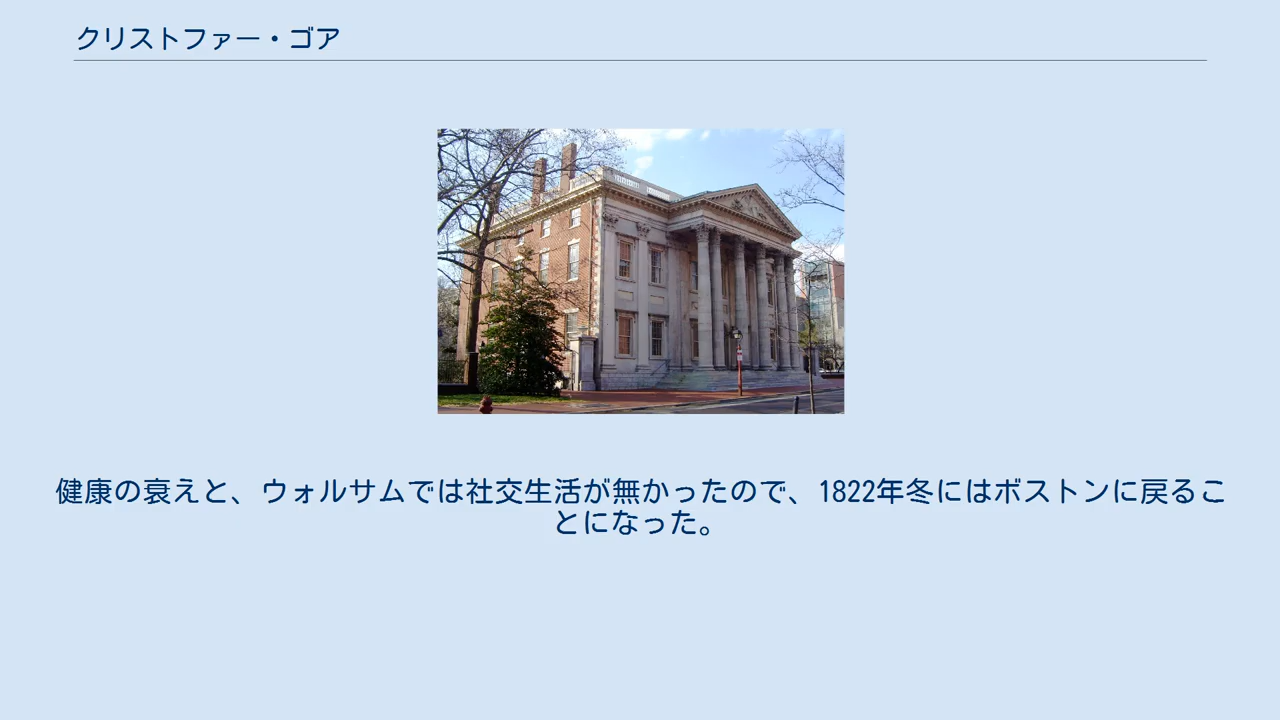 クリストファー・ゴア
健康の衰えと、ウォルサムでは社交生活が無かったので、1822年冬にはボストンに戻るこ
とになった。